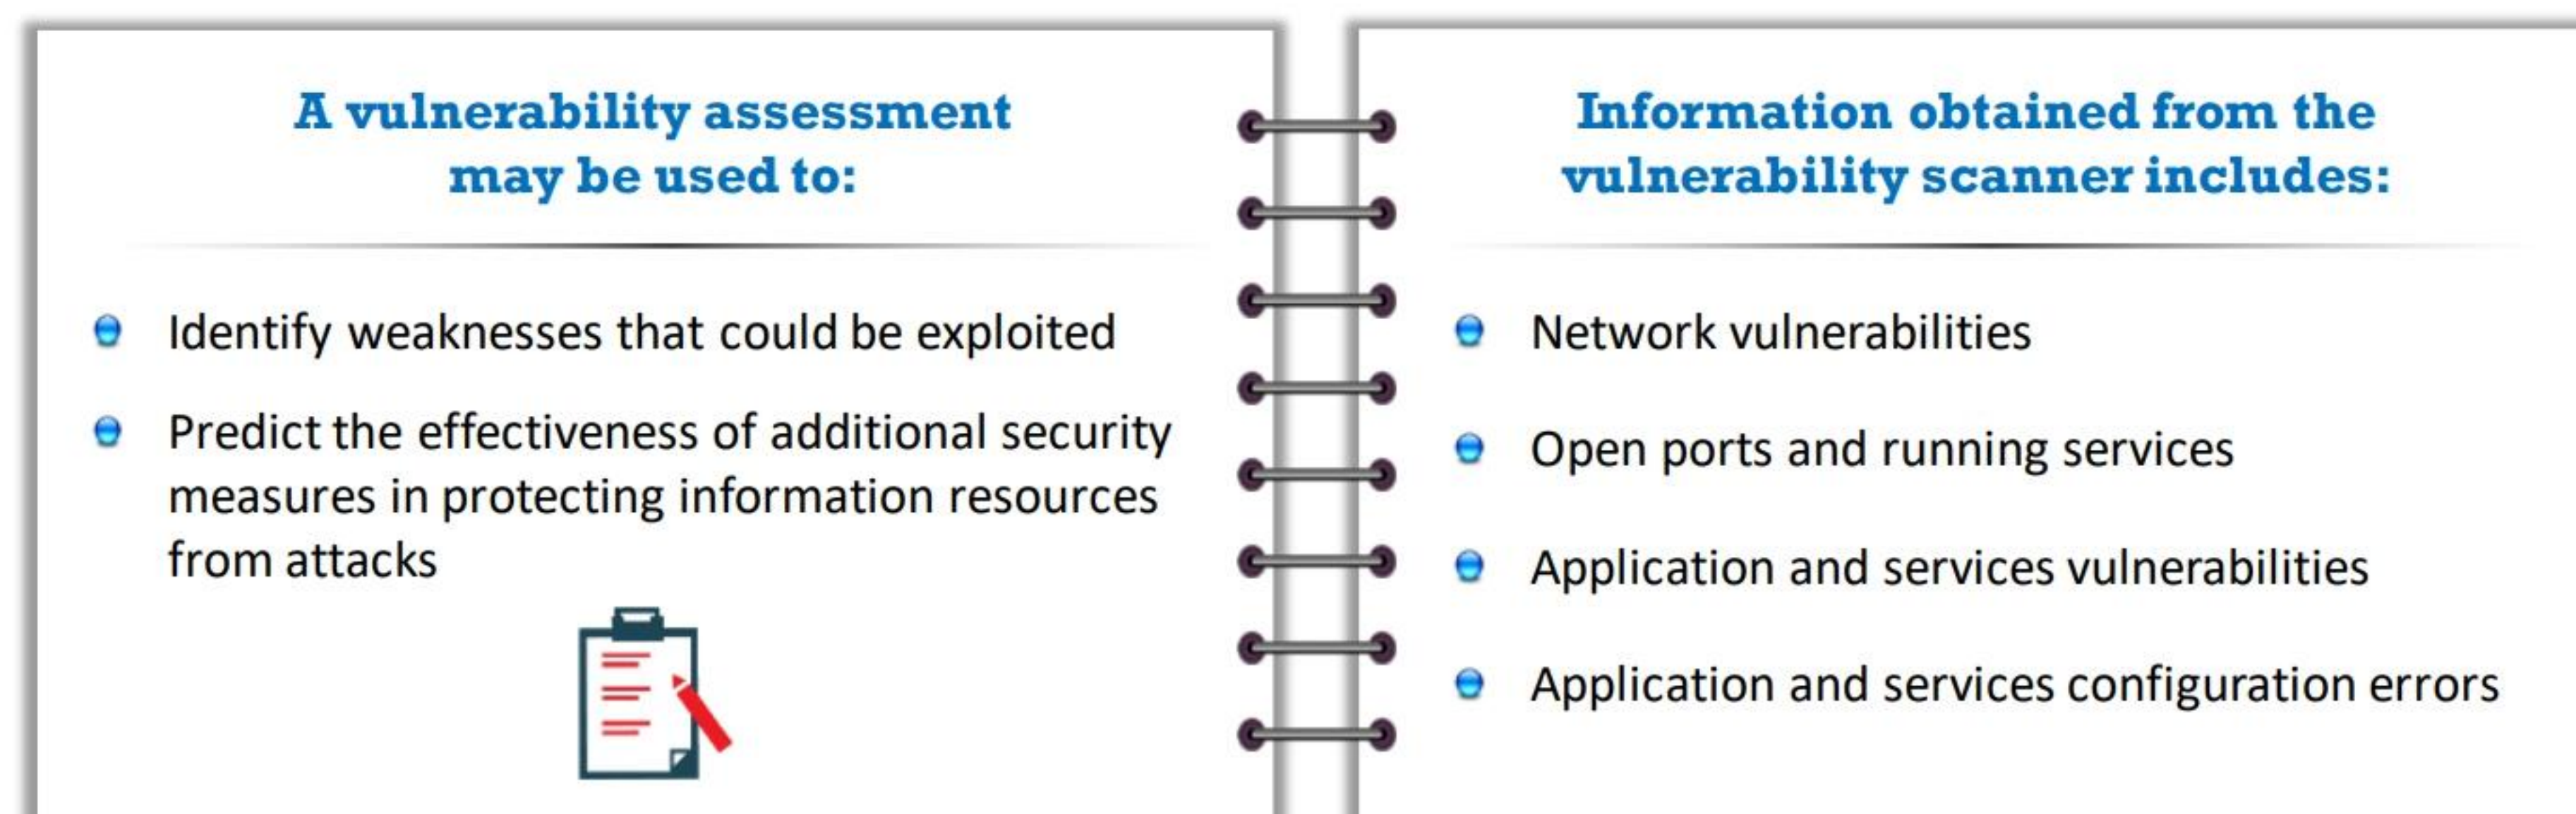 A vulnerability assessment
may be used to:
Identify weaknesses that could be exploited
Predict the effectiveness of additional security
measures in protecting information resources
from attacks
Information obtained from the
vulnerability scanner includes:
Network vulnerabilities
Open ports and running services
Application and services vulnerabilities
Application and services configuration errors